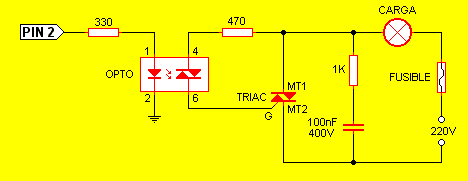 CARGA
PIN 2
330
470
1
4
1K
FUSIBLE
OPTO
MT1
TRIAC
MT2
2
6
G
100nF
400V
220V